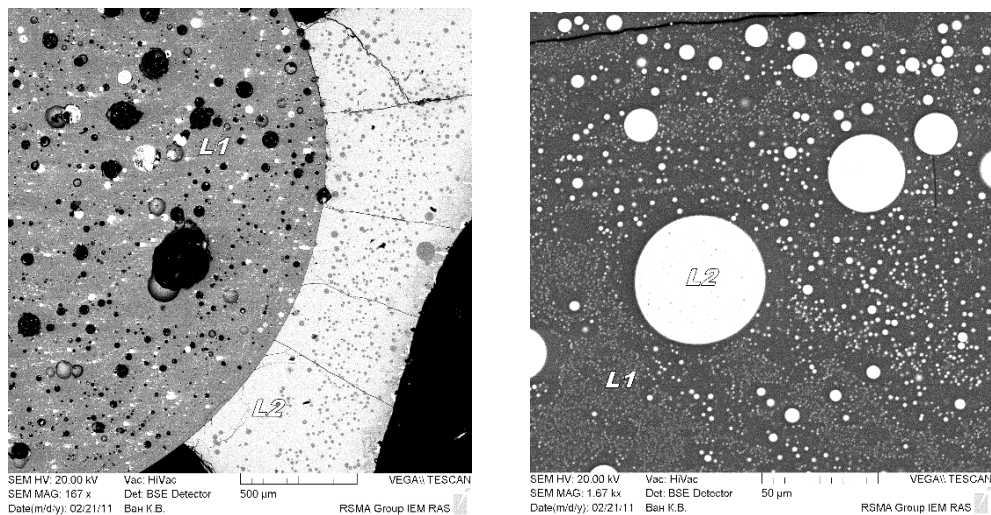 L1
L2
SEM HV: 20.00 kV Vac: HiVac VEGA\\ TESCAN
SEM MAG: 167 x Det: BSE Detector 500 µm
Date(m/d/y): 02/21/11 Ван К.В. RSMA Group IEM RAS
L2
L1
SEM HV: 20.00 kV Vac: HiVac VEGA\\ TESCAN
SEM MAG: 1.67 kx Det: BSE Detector 50 µm
Date(m/d/y): 02/21/11 Ван К.В. RSMA Group IEM RAS